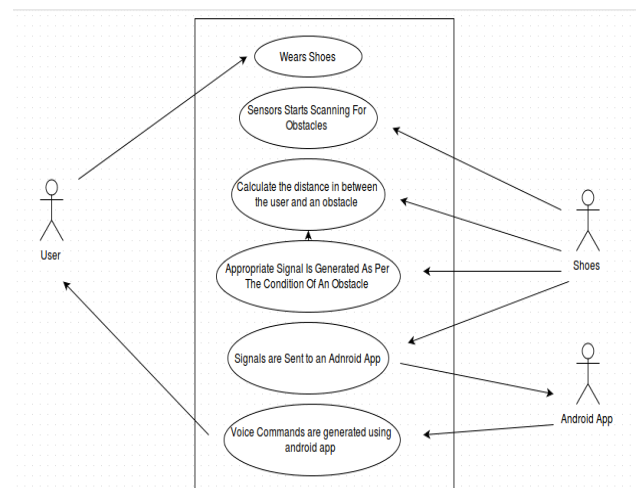 Wears Shoes
Sensors Starts Scanning For
Obstacles
Calculate the distance in between
the user and an obstacle
User
Shoes
Appropriate Signal Is Generated As Per
The Condition Of An Obstacle
Signals are Sent to an Adnroid App
Android App
Voice Commands are generated using
android app